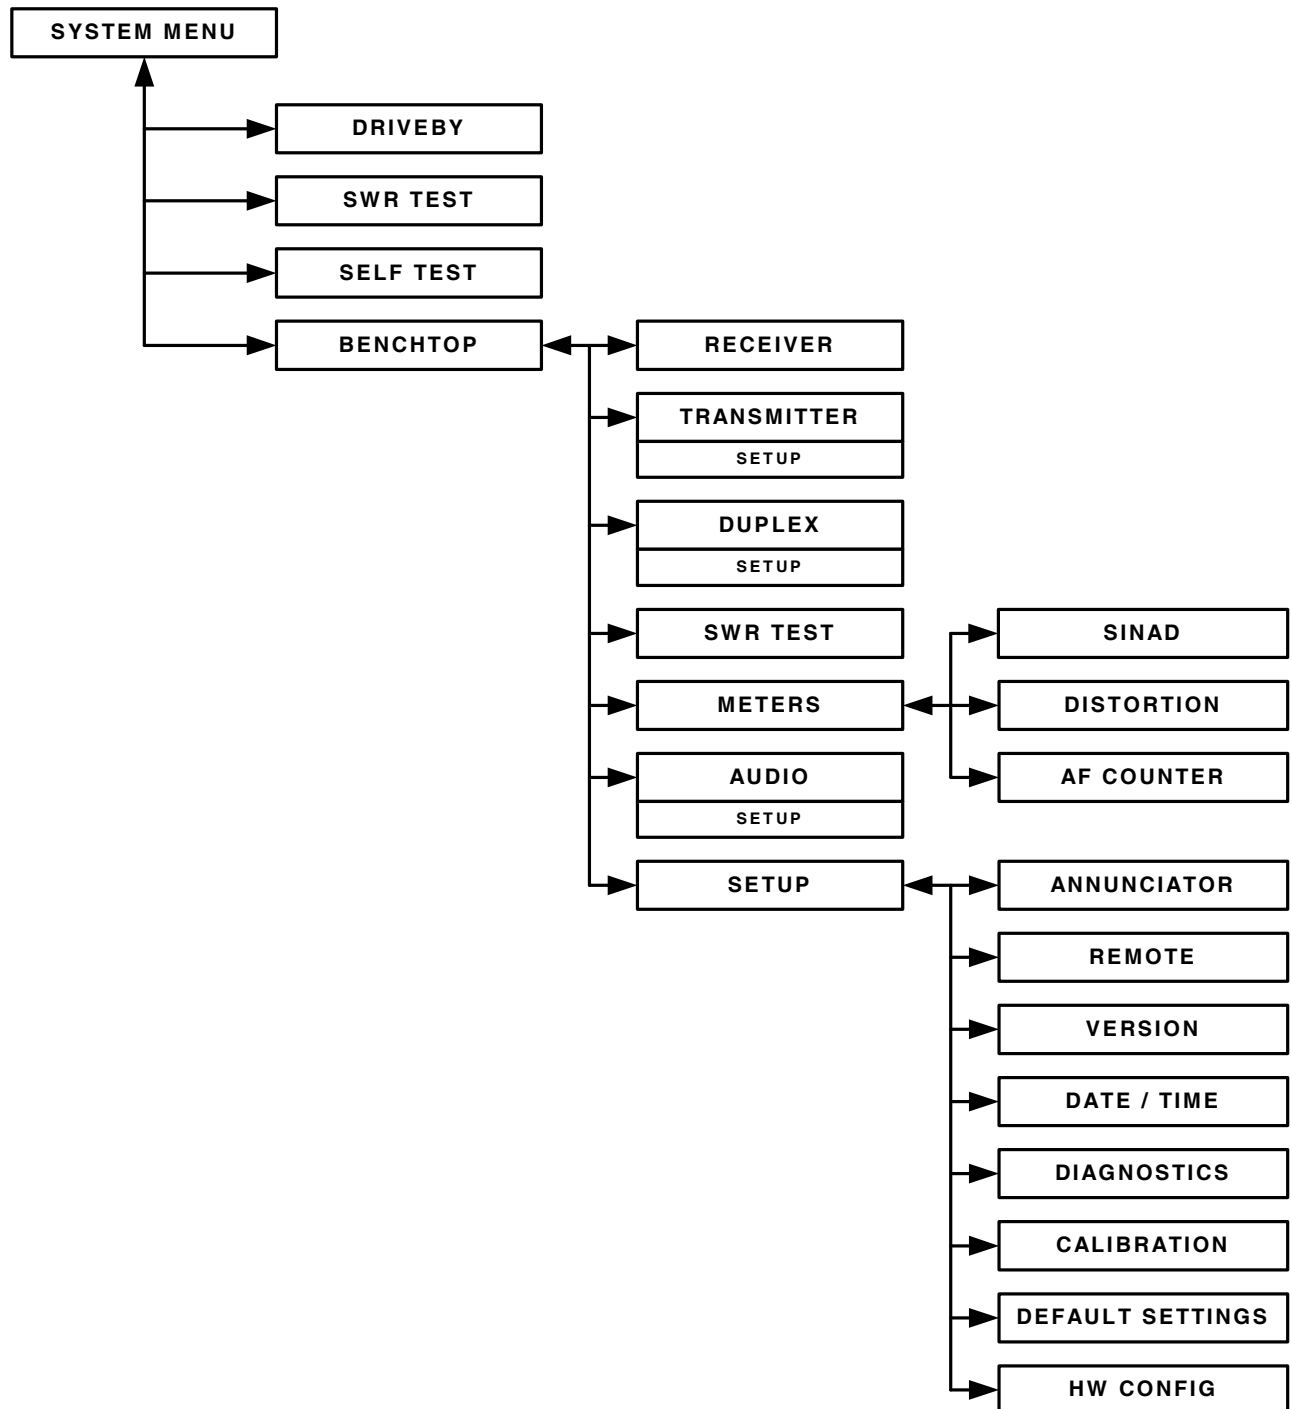 SYSTEM MENU
DRIVEBY
SWR TEST
SELF TEST
BENCHTOP
RECEIVER
TRANSMITTER
SETUP
DUPLEX
SETUP
SWR TEST
METERS
SINAD
DISTORTION
AF COUNTER
AUDIO
SETUP
SETUP
ANNUNCIATOR
REMOTE
VERSION
DATE / TIME
DIAGNOSTICS
CALIBRATION
DEFAULT SETTINGS
HW CONFIG